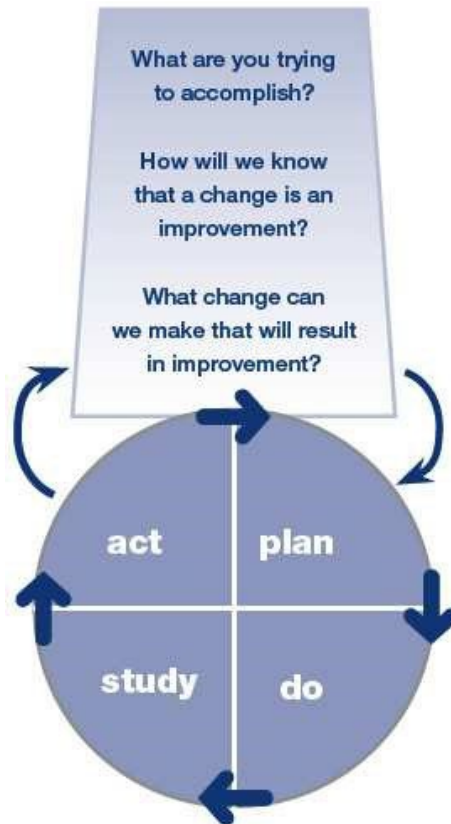 What are you trying
to accomplish?
How will we know
that a change is an
improvement?
What change can
we make that will result
in improvement?
act
plan
study
do